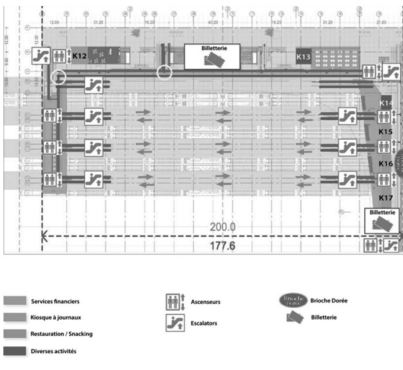 Billetterie
K12
K13
K14
K15
K16
K17
Billetterie
200.0
177.6
Services financiers
Kiosque à journaux
Restauration / Snacking
Diverses activités
Ascenseurs
Escalators
Brioche Dorée
Billetterie